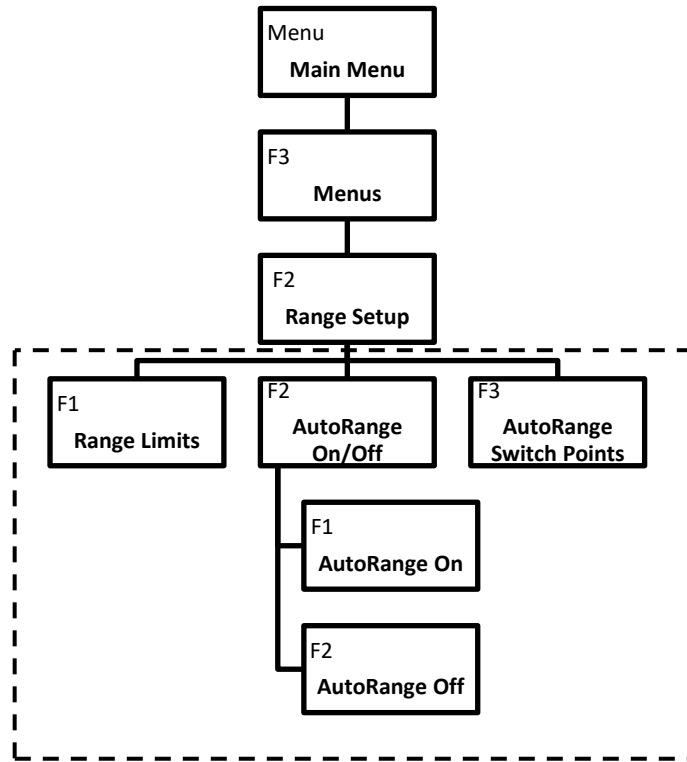 Menu
Main Menu
F3
Menus
F2
Range Setup
F1
Range Limits
F2
AutoRange
On/Off
F3
AutoRange
Switch Points
F1
AutoRange On
F2
AutoRange Off